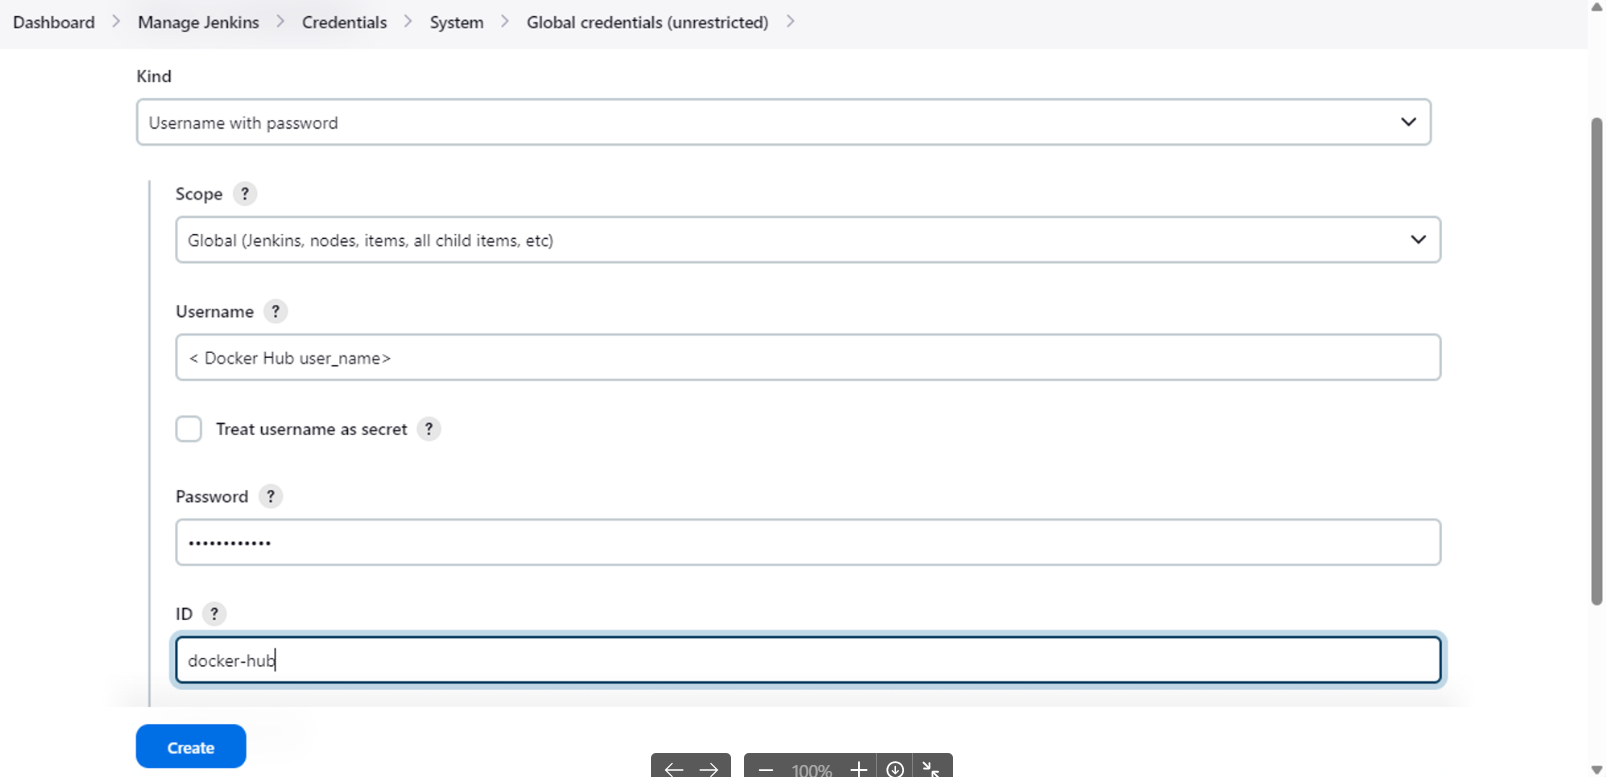 Dashboard > Manage Jenkins > Credentials > System > Global credentials (unrestricted) >
Kind
Username with password
Scope ?
Global (Jenkins, nodes, items, all child items, etc)
Username ?
< Docker Hub user_name>
Treat username as secret ?
Password ?
••••••••••••
ID ?
docker-hub
Create
100%